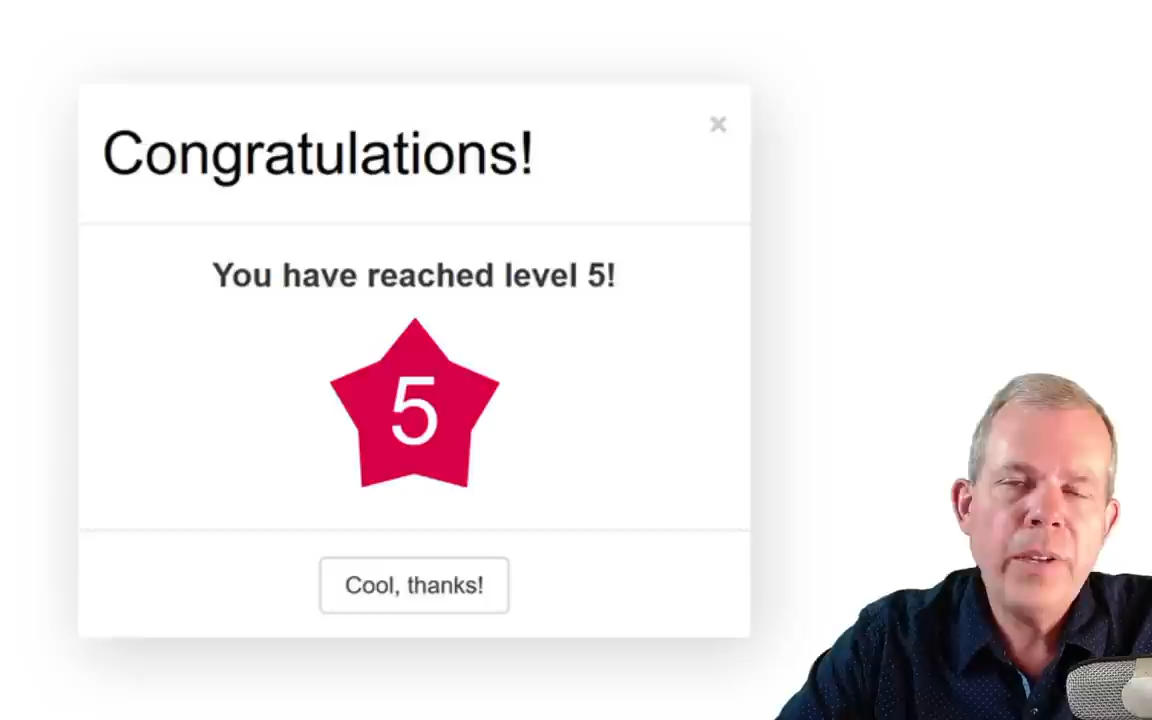 Congratulations!
×
You have reached level 5!
5
Cool, thanks!